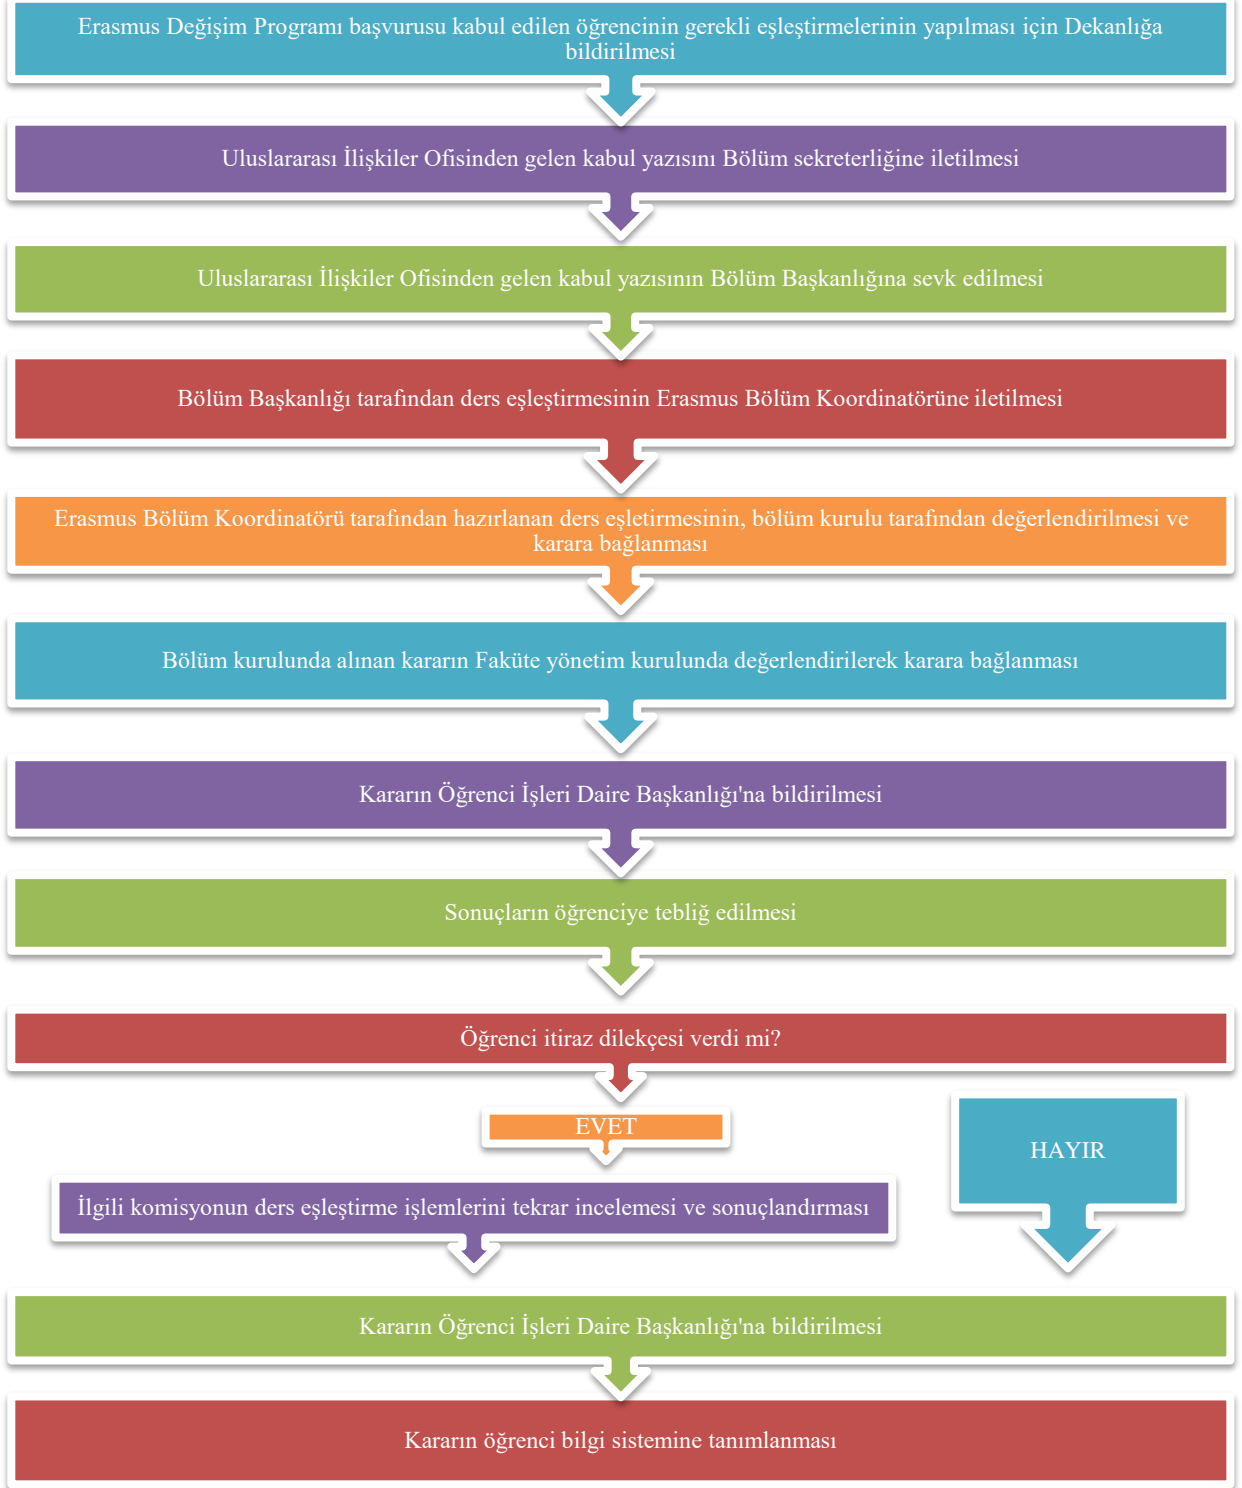 Erasmus Değişim Programı başvurusu kabul edilen öğrencinin gerekli eşleştirmelerinin yapılması için Dekanlığa
bildirilmesi
Uluslararası İlişkiler Ofisinden gelen kabul yazısını Bölüm sekreterliğine iletilmesi
Uluslararası İlişkiler Ofisinden gelen kabul yazısının Bölüm Başkanlığına sevk edilmesi
Bölüm Başkanlığı tarafından ders eşleştirmesinin Erasmus Bölüm Koordinatörüne iletilmesi
Erasmus Bölüm Koordinatörü tarafından hazırlanan ders eşletirmesinin, bölüm kurulu tarafından değerlendirilmesi ve
karara bağlanması
Bölüm kurulunda alınan kararın Faküte yönetim kurulunda değerlendirilerek karara bağlanması
Kararın Öğrenci İşleri Daire Başkanlığı'na bildirilmesi
Sonuçların öğrenciye tebliğ edilmesi
Öğrenci itiraz dilekçesi verdi mi?
EVET
HAYIR
İlgili komisyonun ders eşleştirme işlemlerini tekrar incelemesi ve sonuçlandırması
Kararın Öğrenci İşleri Daire Başkanlığı'na bildirilmesi
Kararın öğrenci bilgi sistemine tanımlanması